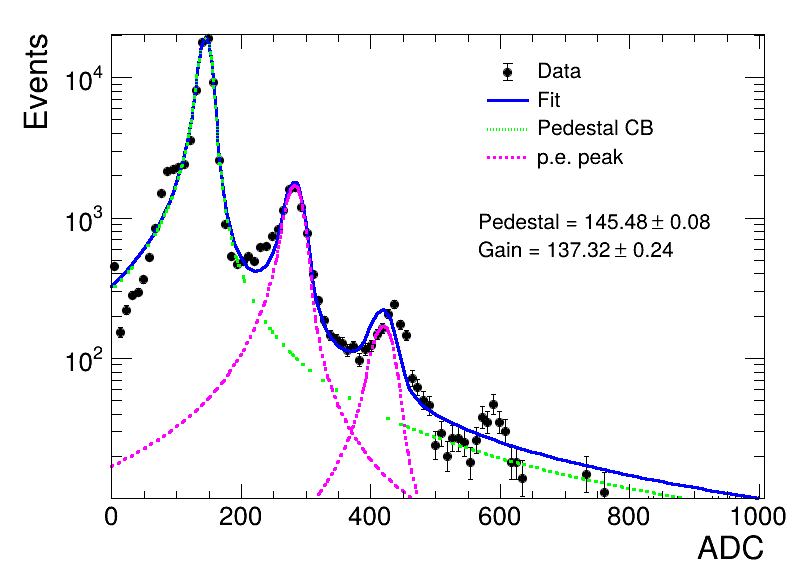 Events
10⁴
10³
10²
Data
Fit
Pedestal CB
p.e. peak
Pedestal = 145.48 ± 0.08
Gain = 137.32 ± 0.24
0 200 400 600 800 1000
ADC